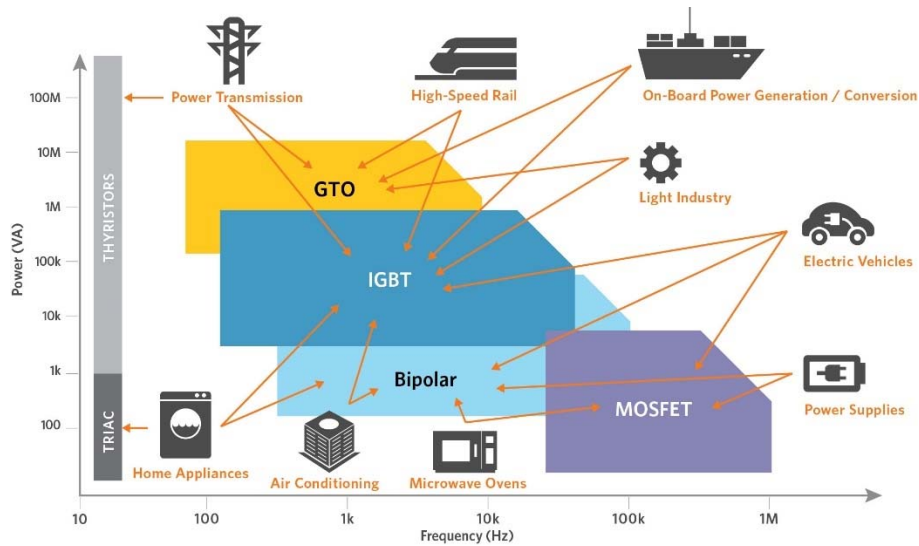 Power Transmission
High-Speed Rail
On-Board Power Generation / Conversion
Light Industry
Electric Vehicles
Power Supplies
Home Appliances
Air Conditioning
Microwave Ovens
GTO
IGBT
Bipolar
MOSFET
THYRISTORS
TRIAC
Power (VA)
100M
10M
1M
100k
10k
1k
100
10
100
1k
10k
100k
1M
Frequency (Hz)